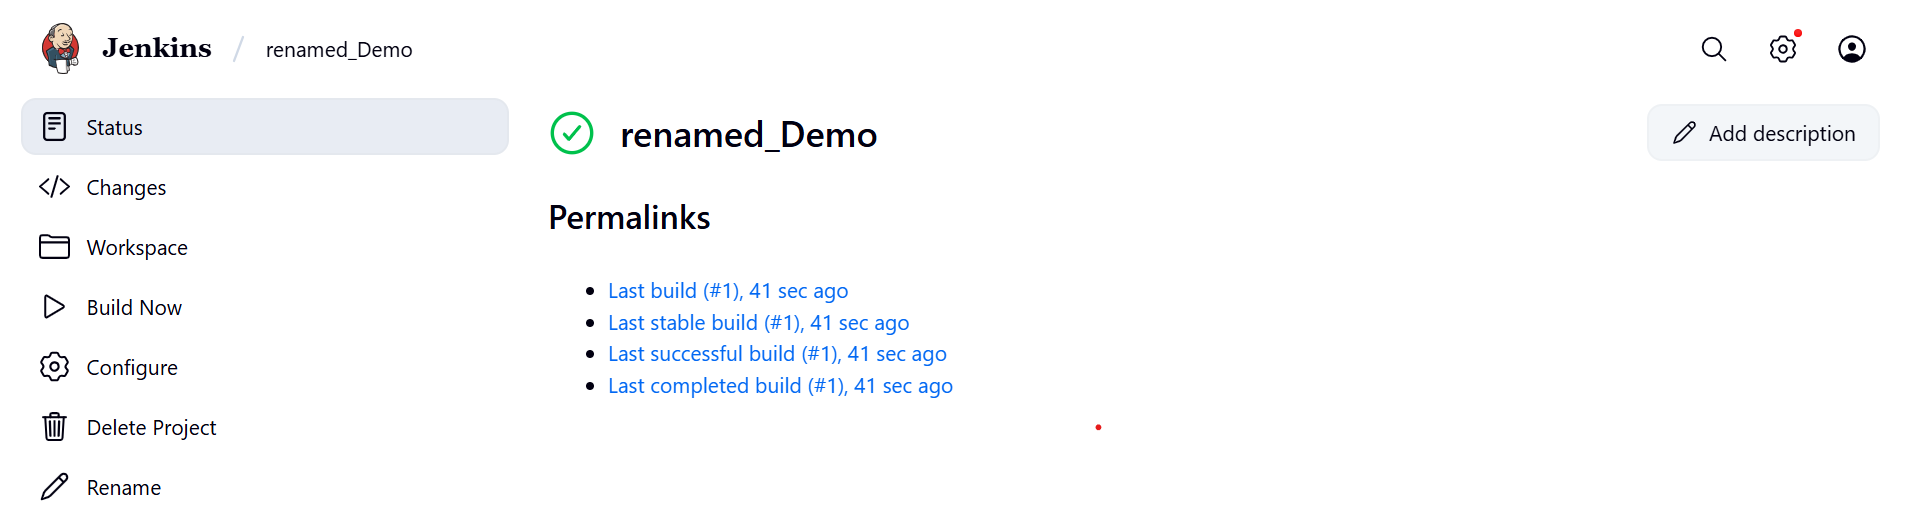 Jenkins / renamed_Demo
Status
Changes
Workspace
Build Now
Configure
Delete Project
Rename
renamed_Demo
Add description
Permalinks
Last build (#1), 41 sec ago
Last stable build (#1), 41 sec ago
Last successful build (#1), 41 sec ago
Last completed build (#1), 41 sec ago